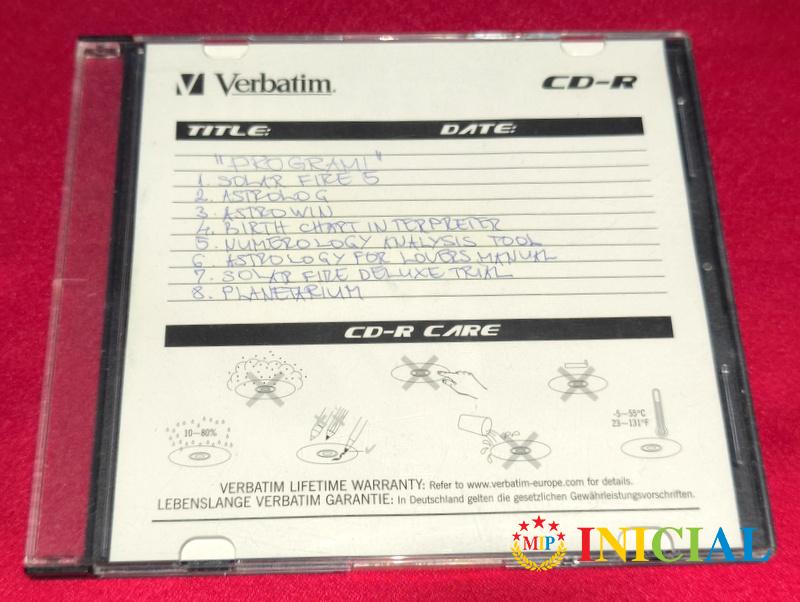 Verbatim. CD-R
TITLE: DATE:
"PROGRAMI"
1. SOLAR FIRE 5
2. ASTROLOG
3. ASTROWIN
4. BIRTH CHART INTERPRETER
5. NUMEROLOGY ANALYSIS TOOL
6. ASTROLOGY FOR LOVERS MANUAL
7. SOLAR FIRE DELUXE TRIAL
8. PLANETARIUM
CD-R CARE
-5—55°C
23—131°F
10—80%
VERBATIM LIFETIME WARRANTY: Refer to www.verbatim-europe.com for details.
LEBENSLANGE VERBATIM GARANTIE: In Deutschland gelten die gesetzlichen Gewährleistungsvorschriften.
MIP INICIAL